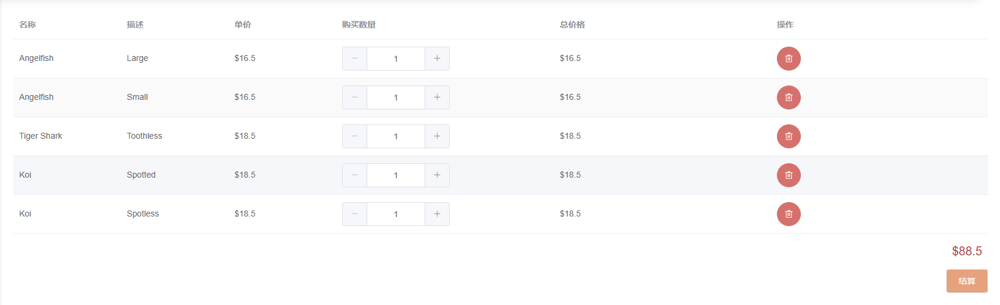 名称 描述 单价 购买数量 总价格 操作
Angelfish Large $16.5 1 $16.5
Angelfish Small $16.5 1 $16.5
Tiger Shark Toothless $18.5 1 $18.5
Koi Spotted $18.5 1 $18.5
Koi Spotless $18.5 1 $18.5
$88.5
结算